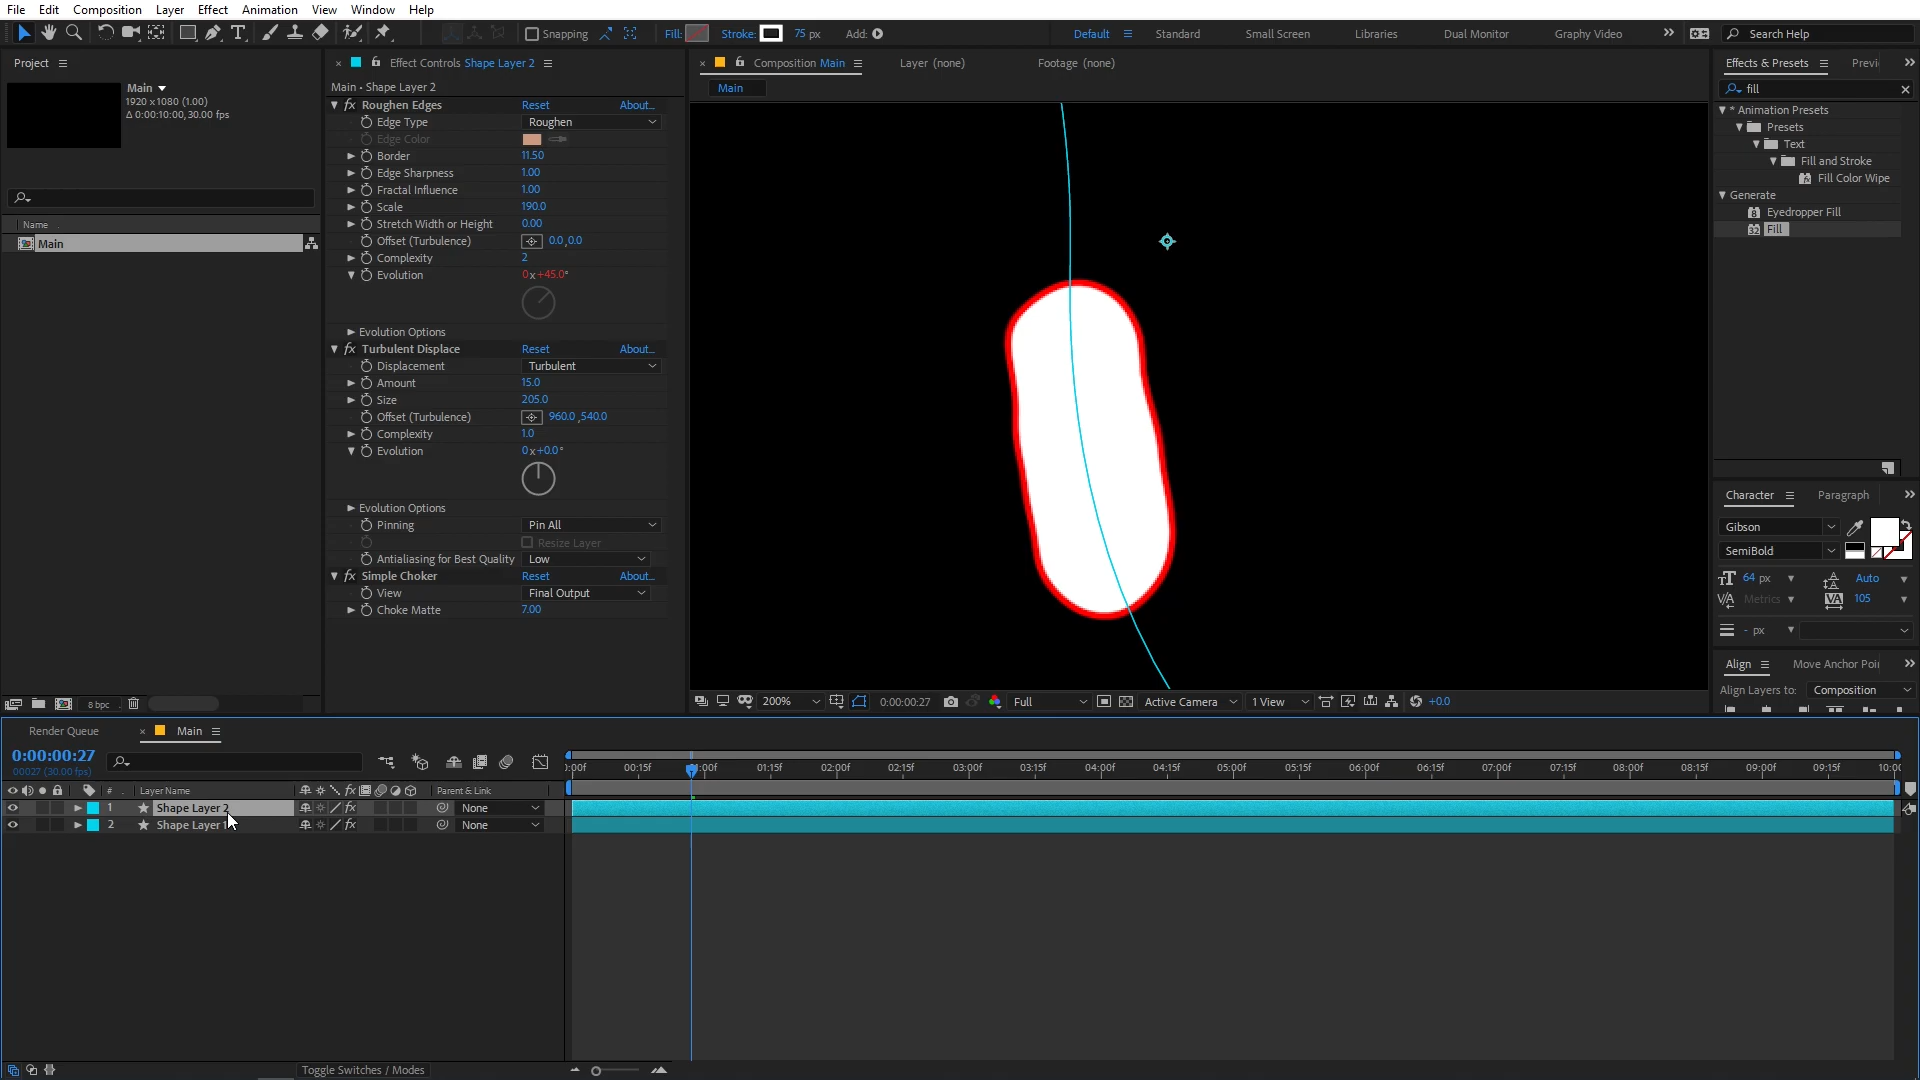 File Edit Composition Layer Effect Animation View Window Help
Snapping Fill: Stroke: 75 px Add: Default Standard Small Screen Libraries Dual Monitor Graphic Video Search Help
Project
Main
1920 x 1080 (1.00)
Δ 0:00:10:00, 30.00 fps
Name
Main
8 bpc
Effect Controls Shape Layer 2
Main • Shape Layer 2
fx Roughen Edges Reset About...
Edge Type Roughen
Edge Color
Border 11.50
Edge Sharpness 1.00
Fractal Influence 1.00
Scale 190.0
Stretch Width or Height 0.00
Offset (Turbulence) 0.0,0.0
Complexity 2
Evolution 0x+45.0°
Evolution Options
fx Turbulent Displace Reset About...
Displacement Turbulent
Amount 15.0
Size 205.0
Offset (Turbulence) 960.0,540.0
Complexity 1.0
Evolution 0x+0.0°
Evolution Options
Pinning Pin All
Resize Layer
Antialiasing for Best Quality Low
fx Simple Choker Reset About...
View Final Output
Choke Matte 7.00
Composition Main Layer (none) Footage (none)
Main
200% 0:00:00:27 Full Active Camera 1 View +0.0
Effects & Presets Previ
fill
* Animation Presets
Presets
Text
Fill and Stroke
Fill Color Wipe
Generate
Eyedropper Fill
Fill
Character Paragraph
Gibson
SemiBold
64 px Auto
Metrics 105
- px
Align Move Anchor Poi
Align Layers to: Composition
Render Queue Main
0:00:00:27
00027 (30.00 fps)
# Layer Name fx Parent & Link
1 Shape Layer 2 fx None
2 Shape Layer 1 fx None
):00f 00:15f 01:00f 01:15f 02:00f 02:15f 03:00f 03:15f 04:00f 04:15f 05:00f 05:15f 06:00f 06:15f 07:00f 07:15f 08:00f 08:15f 09:00f 09:15f 10:00
Toggle Switches / Modes